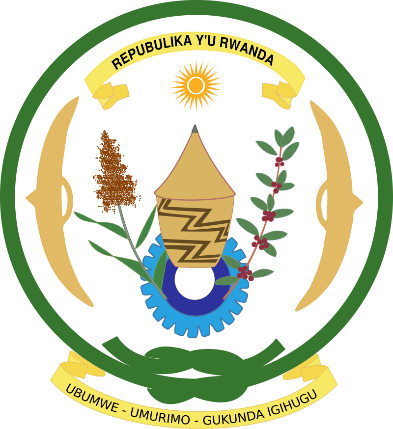 REPUBULIKA Y'U RWANDA
UBUMWE - UMURIMO - GUKUNDA IGIHUGU